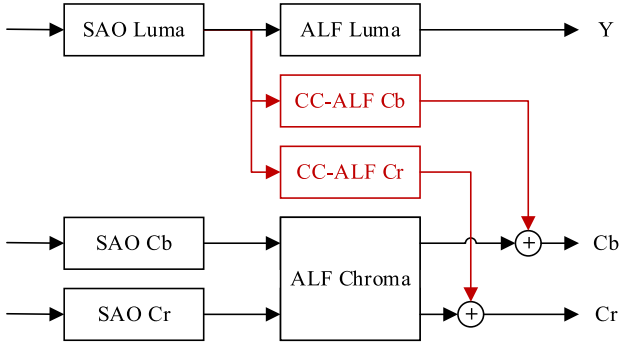 SAO Luma
ALF Luma
Y
CC-ALF Cb
CC-ALF Cr
SAO Cb
ALF Chroma
+
Cb
SAO Cr
+
Cr